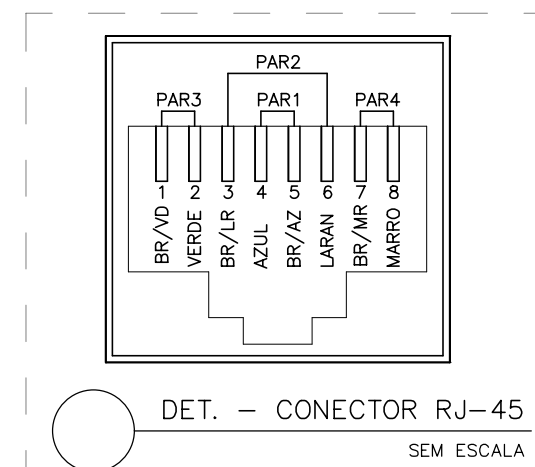 PAR2
PAR3 PAR1 PAR4
1 2 3 4 5 6 7 8
BR/VD
VERDE
BR/LR
AZUL
BR/AZ
LARAN
BR/MR
MARRO
DET. – CONECTOR RJ–45
SEM ESCALA